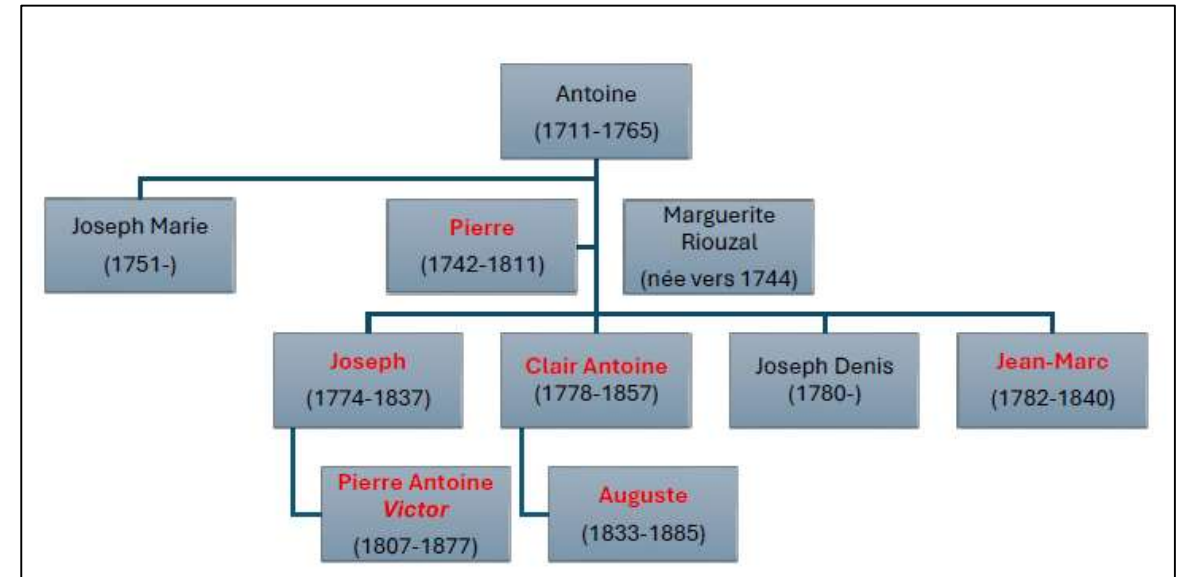 Antoine
(1711-1765)
Joseph Marie
(1751-)
Pierre
(1742-1811)
Marguerite
Riouzal
(née vers 1744)
Joseph
(1774-1837)
Clair Antoine
(1778-1857)
Joseph Denis
(1780-)
Jean-Marc
(1782-1840)
Pierre Antoine
Victor
(1807-1877)
Auguste
(1833-1885)